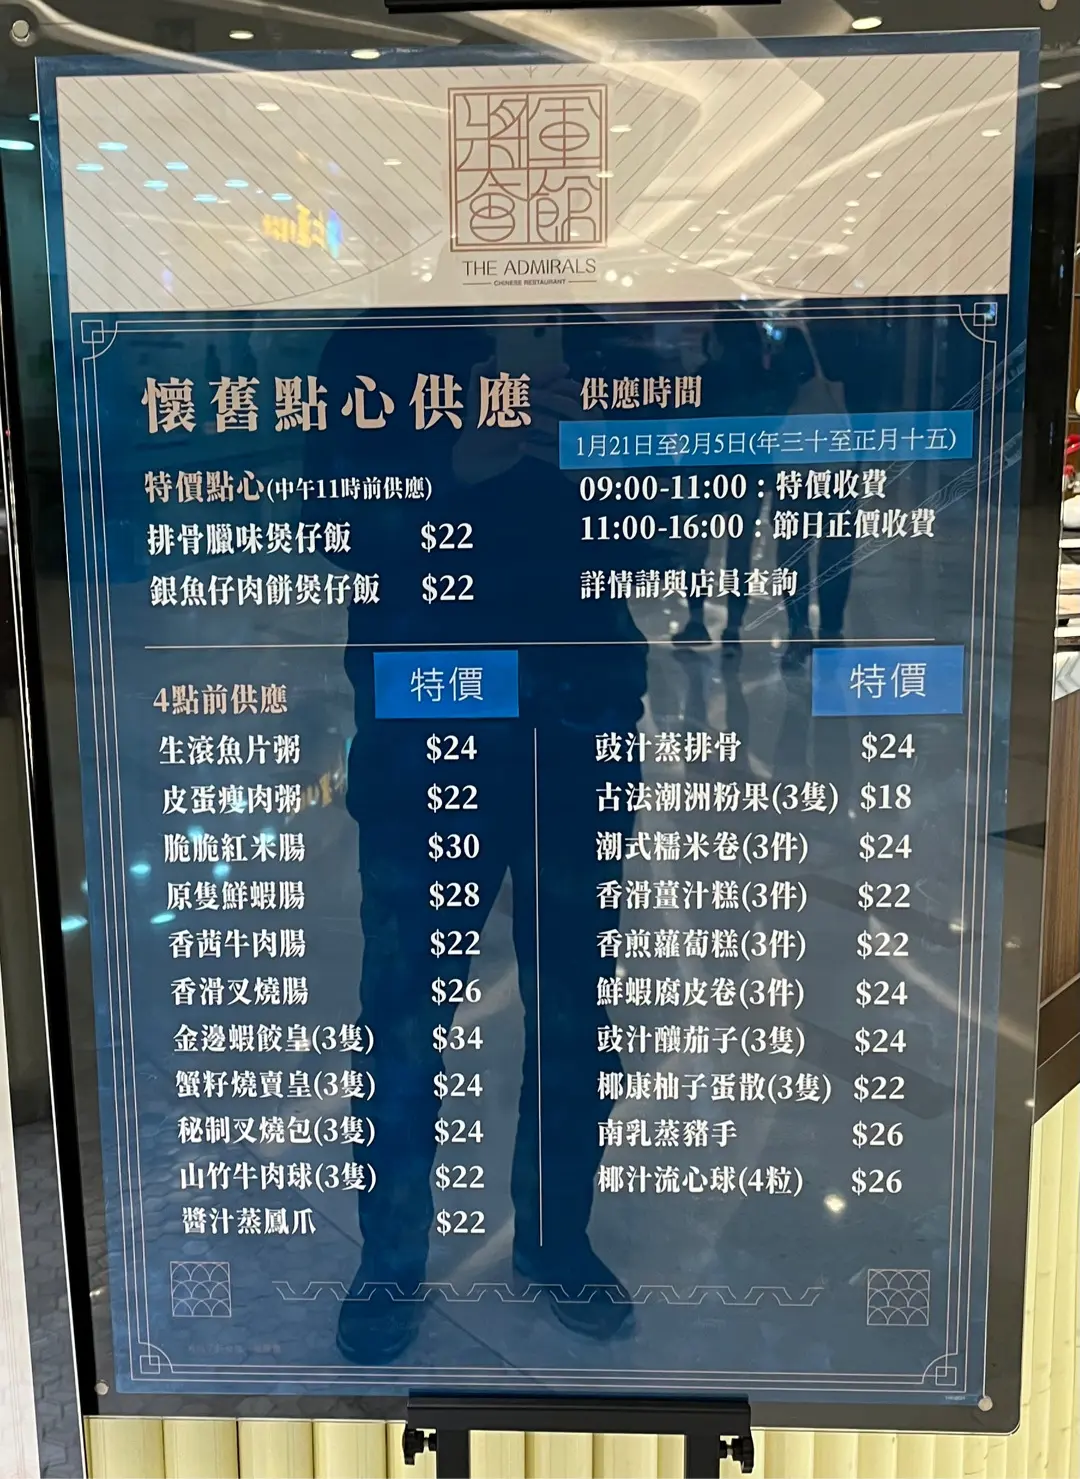 將軍會館
THE ADMIRALS
CHINESE RESTAURANT
懷舊點心供應
特價點心(中午11時前供應)
排骨臘味煲仔飯 $22
銀魚仔肉餅煲仔飯 $22
供應時間
1月21日至2月5日(年三十至正月十五)
09:00-11:00：特價收費
11:00-16:00：節日正價收費
詳情請與店員查詢
4點前供應 特價
生滾魚片粥 $24
皮蛋瘦肉粥 $22
脆脆紅米腸 $30
原隻鮮蝦腸 $28
香茜牛肉腸 $22
香滑叉燒腸 $26
金邊蝦餃皇(3隻) $34
蟹籽燒賣皇(3隻) $24
秘制叉燒包(3隻) $24
山竹牛肉球(3隻) $22
醬汁蒸鳳爪 $22
特價
豉汁蒸排骨 $24
古法潮洲粉果(3隻) $18
潮式糯米卷(3件) $24
香滑薑汁糕(3件) $22
香煎蘿蔔糕(3件) $22
鮮蝦腐皮卷(3件) $24
豉汁釀茄子(3隻) $24
椰康柚子蛋散(3隻) $22
南乳蒸豬手 $26
椰汁流心球(4粒) $26